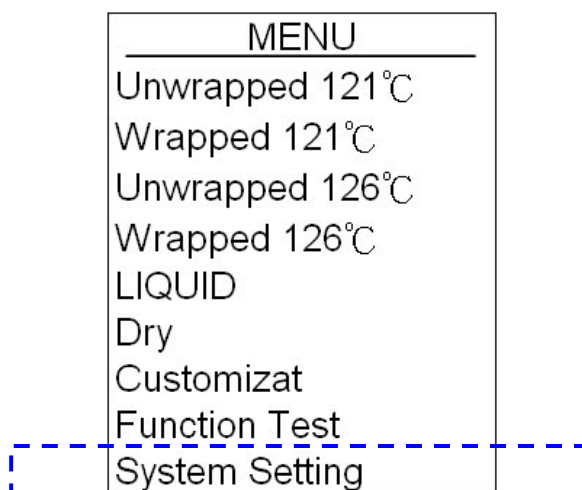 MENU
Unwrapped 121℃
Wrapped 121℃
Unwrapped 126℃
Wrapped 126℃
LIQUID
Dry
Customizat
Function Test
System Setting